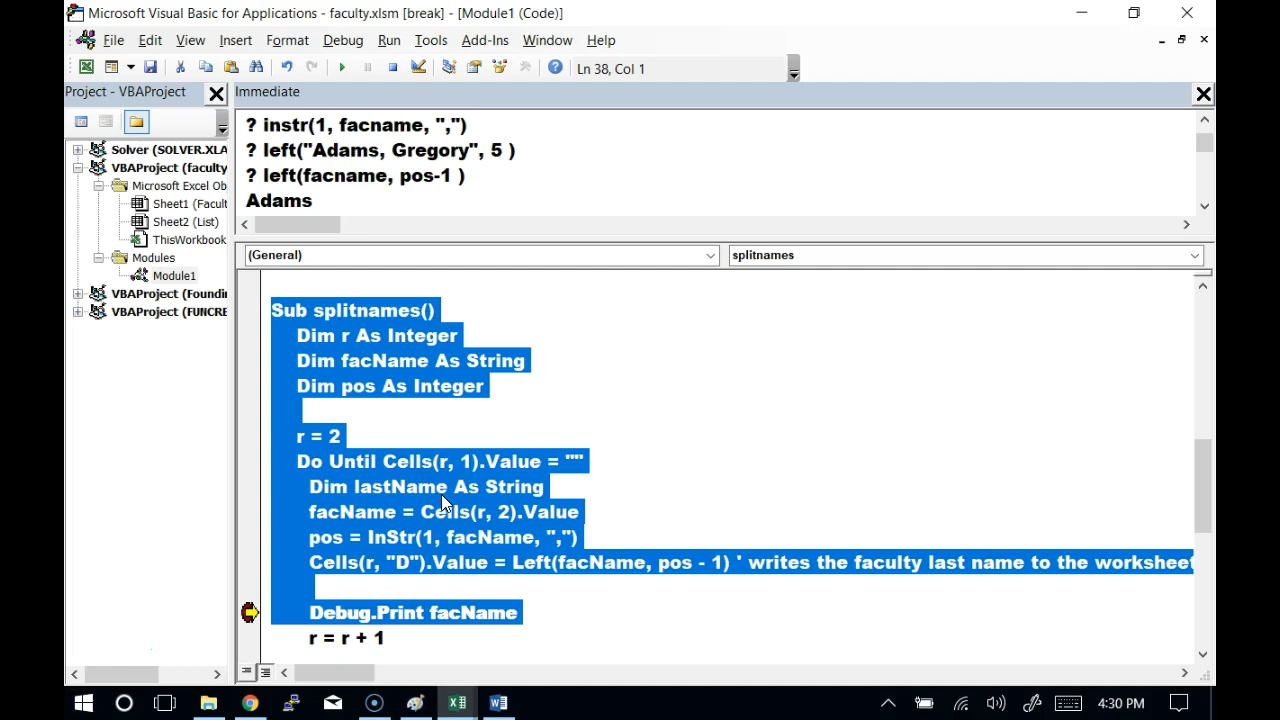 Microsoft Visual Basic for Applications - faculty.xlsm [break] - [Module1 (Code)]
File Edit View Insert Format Debug Run Tools Add-Ins Window Help
Ln 38, Col 1
Project - VBAProject
Immediate
? instr(1, facname, ",")
? left("Adams, Gregory", 5 )
? left(facname, pos-1 )
Adams
Solver (SOLVER.XLA
VBAProject (faculty
Microsoft Excel Ob
Sheet1 (Facult
Sheet2 (List)
ThisWorkbook
Modules
Module1
VBAProject (Foundin
VBAProject (FUNCRE
(General) splitnames
Sub splitnames()
Dim r As Integer
Dim facName As String
Dim pos As Integer
r = 2
Do Until Cells(r, 1).Value = ""
Dim lastName As String
facName = Cells(r, 2).Value
pos = InStr(1, facName, ",")
Cells(r, "D").Value = Left(facName, pos - 1) ' writes the faculty last name to the worksheet
Debug.Print facName
r = r + 1
4:30 PM